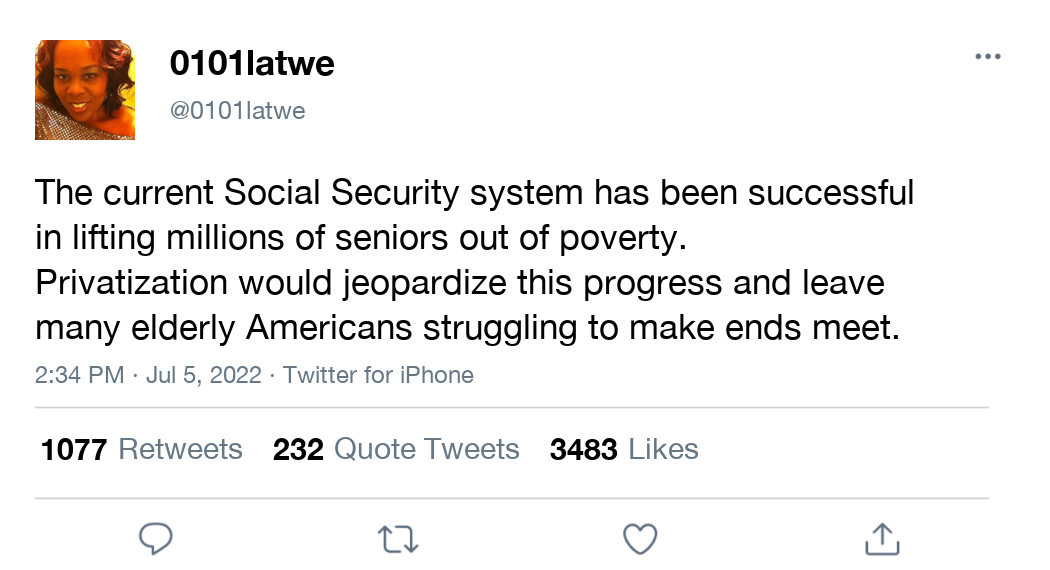 0101latwe
@0101latwe
The current Social Security system has been successful
in lifting millions of seniors out of poverty.
Privatization would jeopardize this progress and leave
many elderly Americans struggling to make ends meet.
2:34 PM · Jul 5, 2022 · Twitter for iPhone
1077 Retweets 232 Quote Tweets 3483 Likes